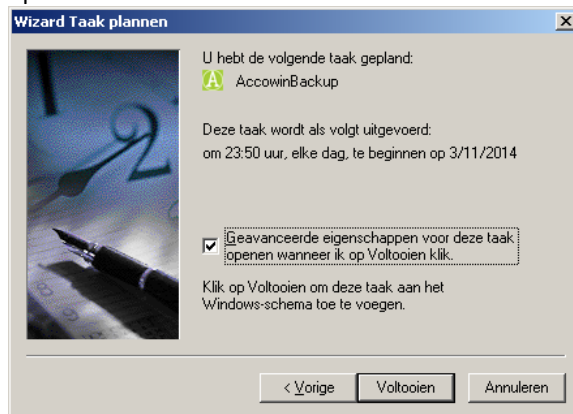 Wizard Taak plannen
U hebt de volgende taak gepland:
AccowinBackup
Deze taak wordt als volgt uitgevoerd:
om 23:50 uur, elke dag, te beginnen op 3/11/2014
Geavanceerde eigenschappen voor deze taak
openen wanneer ik op Voltooien klik.
Klik op Voltooien om deze taak aan het
Windows-schema toe te voegen.
< Vorige
Voltooien
Annuleren